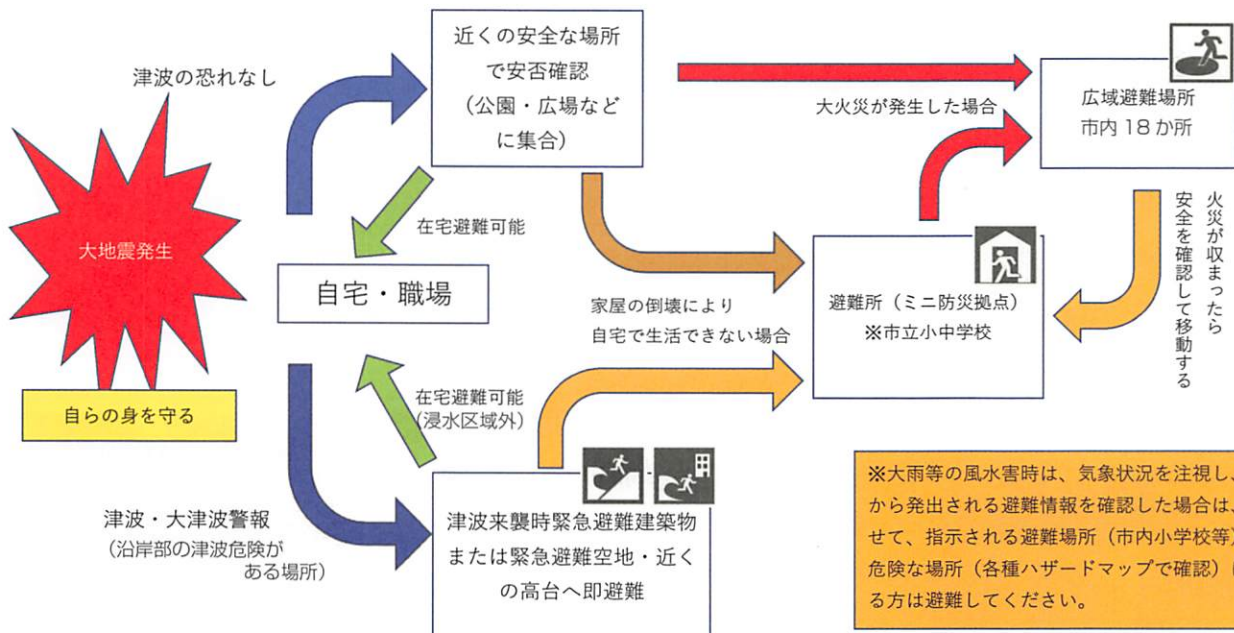 津波の恐れなし
大地震発生
自らの身を守る
近くの安全な場所
で安否確認
(公園・広場など
に集合)
大火災が発生した場合
広域避難場所
市内 18 か所
在宅避難可能
自宅・職場
家屋の倒壊により
自宅で生活できない場合
避難所(ミニ防災拠点)
※市立小中学校
火災が収まったら
安全を確認して移動する
在宅避難可能
(浸水区域外)
津波・大津波警報
(沿岸部の津波危険が
ある場所)
津波来襲時緊急避難建築物
または緊急避難空地・近く
の高台へ即避難
※大雨等の風水害時は、気象状況を注視し、
から発出される避難情報を確認した場合は、
せて、指示される避難場所(市内小学校等)
危険な場所(各種ハザードマップで確認)
る方は避難してください。